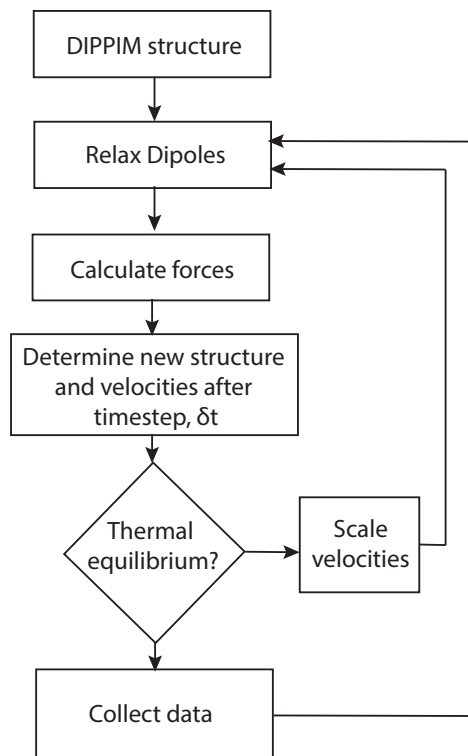 DIPPIM structure
Relax Dipoles
Calculate forces
Determine new structure
and velocities after
timestep, δt
Thermal
equilibrium?
Scale
velocities
Collect data